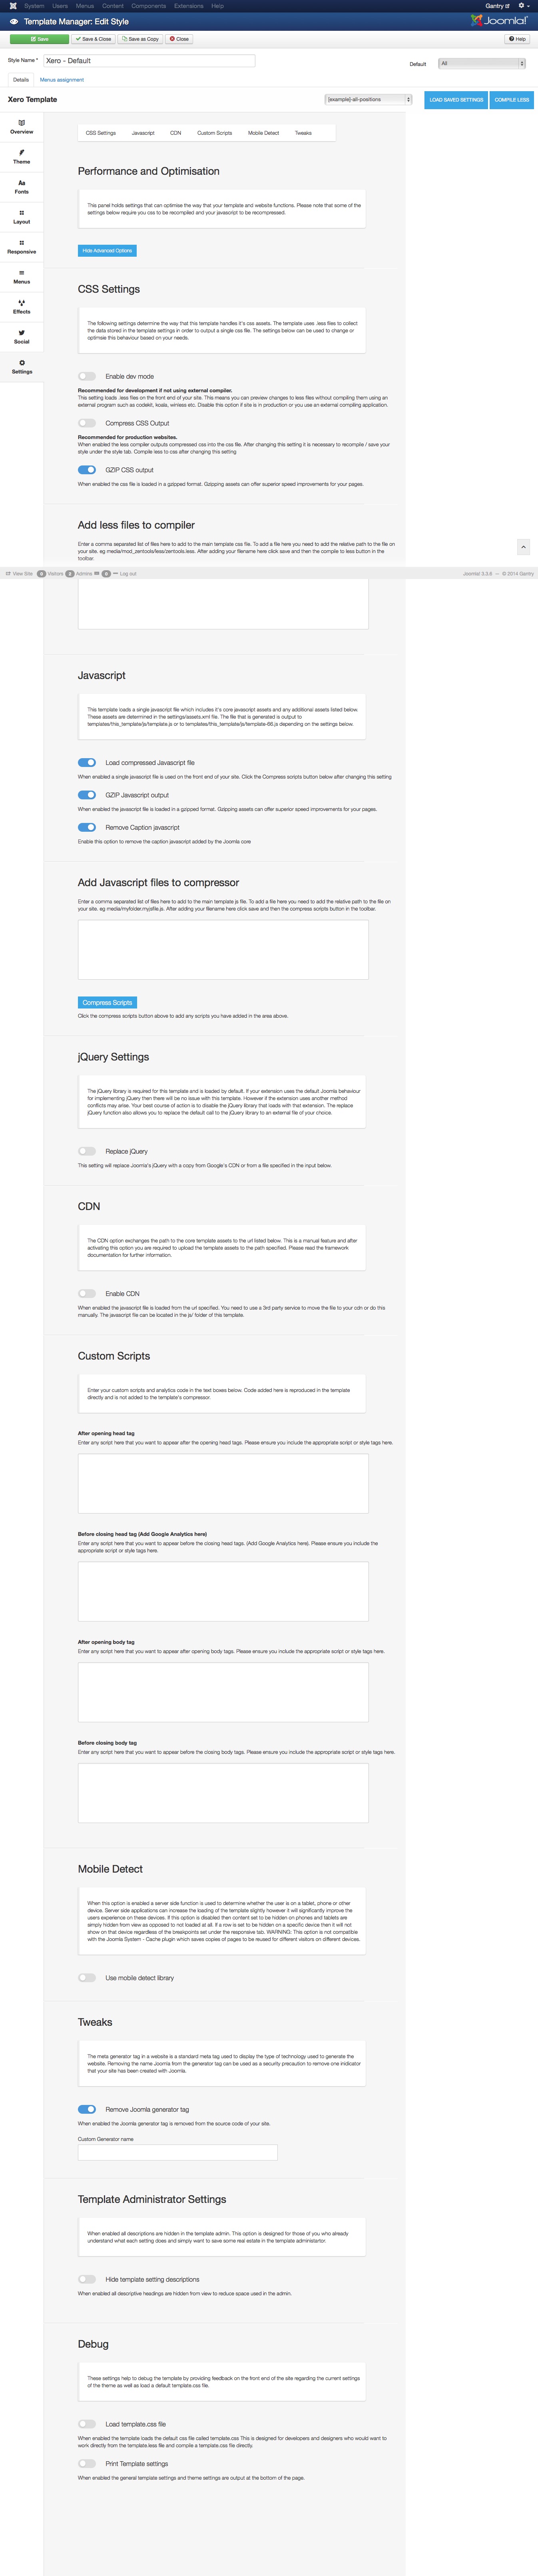 System Users Menus Content Components Extensions Help
Gantry
Template Manager: Edit Style
Joomla!
Save
Save & Close
Save as Copy
Close
Help
Style Name *
Xero - Default
Default
All
Details
Menus assignment
Xero Template
[example]-all-positions
LOAD SAVED SETTINGS
COMPILE LESS
Overview
Theme
Aa
Fonts
Layout
Responsive
Menus
Effects
Social
Settings
CSS Settings Javascript CDN Custom Scripts Mobile Detect Tweaks
Performance and Optimisation
This panel holds settings that can optimise the way that your template and website functions. Please note that some of the
settings below require you css to be recompiled and your javascript to be recompressed.
Hide Advanced Options
CSS Settings
The following settings determine the way that this template handles it's css assets. The template uses .less files to collect
the data stored in the template settings in order to output a single css file. The settings below can be used to change or
optimsie this behaviour based on your needs.
Enable dev mode
Recommended for development if not using external compiler.
This setting loads .less files on the front end of your site. This means you can preview changes to less files without compiling them using an
external program such as codekit, koala, winless etc. Disable this option if site is in production or you use an external compiling application.
Compress CSS Output
Recommended for production websites.
When enabled the less compiler outputs compressed css into the css file. After changing this setting it is necessary to recompile / save your
style under the style tab. Compile less to css after changing this setting
GZIP CSS output
When enabled the css file is loaded in a gzipped format. Gzipping assets can offer superior speed improvements for your pages.
Add less files to compiler
Enter a comma separated list of files here to add to the main template css file. To add a file here you need to add the relative path to the file on
your site. eg media/mod_zentools/less/zentools.less. After adding your filename here click save and then the compile to less button in the
toolbar.
View Site 0 Visitors 2 Admins 0 Log out
Joomla! 3.3.6 — © 2014 Gantry
Javascript
This template loads a single javascript file which includes it's core javascript assets and any additional assets listed below.
These assets are determined in the settings/assets.xml file. The file that is generated is output to
templates/this_template/js/template.js or to templates/this_template/js/template-66.js depending on the settings below.
Load compressed Javascript file
When enabled a single javascript file is used on the front end of your site. Click the Compress scripts button below after changing this setting
GZIP Javascript output
When enabled the javascript file is loaded in a gzipped format. Gzipping assets can offer superior speed improvements for your pages.
Remove Caption javascript
Enable this option to remove the caption javascript added by the Joomla core
Add Javascript files to compressor
Enter a comma separated list of files here to add to the main template js file. To add a file here you need to add the relative path to the file on
your site. eg media/myfolder.myjsfile.js. After adding your filename here click save and then the compress scripts button in the toolbar.
Compress Scripts
Click the compress scripts button above to add any scripts you have added in the area above.
jQuery Settings
The jQuery library is required for this template and is loaded by default. If your extension uses the default Joomla behaviour
for implementing jQuery then there will be no issue with this template. However if the extension uses another method
conflicts may arise. Your best course of action is to disable the jQuery library that loads with that extension. The replace
jQuery function also allows you to replace the default call to the jQuery library to an external file of your choice.
Replace jQuery
This setting will replace Joomla's jQuery with a copy from Google's CDN or from a file specified in the input below.
CDN
The CDN option exchanges the path to the core template assets to the url listed below. This is a manual feature and after
activating this option you are required to upload the template assets to the path specified. Please read the framework
documentation for further information.
Enable CDN
When enabled the javascript file is loaded from the url specified. You need to use a 3rd party service to move the file to your cdn or do this
manually. The javascript file can be located in the js/ folder of this template.
Custom Scripts
Enter your custom scripts and analytics code in the text boxes below. Code added here is reproduced in the template
directly and is not added to the template's compressor.
After opening head tag
Enter any script here that you want to appear after the opening head tags. Please ensure you include the appropriate script or style tags here.
Before closing head tag (Add Google Analytics here)
Enter any script here that you want to appear before the closing head tags. (Add Google Analytics here). Please ensure you include the
appropriate script or style tags here.
After opening body tag
Enter any script here that you want to appear after opening body tags. Please ensure you include the appropriate script or style tags here.
Before closing body tag
Enter any script here that you want to appear before the closing body tags. Please ensure you include the appropriate script or style tags here.
Mobile Detect
When this option is enabled a server side function is used to determine whether the user is on a tablet, phone or other
device. Server side applications can increase the loading of the template slightly however it will significantly improve the
users experience on these devices. If this option is disabled then content set to be hidden on phones and tablets are
simply hidden from view as opposed to not loaded at all. If a row is set to be hidden on a specific device then it will not
show on that device regardless of the breakpoints set under the responsive tab. WARNING: This option is not compatible
with the Joomla System - Cache plugin which saves copies of pages to be reused for different visitors on different devices.
Use mobile detect library
Tweaks
The meta generator tag in a website is a standard meta tag used to display the type of technology used to generate the
website. Removing the name Joomla from the generator tag can be used as a security precaution to remove one inidicator
that your site has been created with Joomla.
Remove Joomla generator tag
When enabled the Joomla generator tag is removed from the source code of your site.
Custom Generator name
Template Administrator Settings
When enabled all descriptions are hidden in the template admin. This option is designed for those of you who already
understand what each setting does and simply want to save some real estate in the template administartor.
Hide template setting descriptions
When enabled all descriptive headings are hidden from view to reduce space used in the admin.
Debug
These settings help to debug the template by providing feedback on the front end of the site regarding the current settings
of the theme as well as load a default template.css file.
Load template.css file
When enabled the template loads the default css file called template.css This is designed for developers and designers who would want to
work directly from the template.less file and compile a template.css file directly.
Print Template settings
When enabled the general template settings and theme settings are output at the bottom of the page.